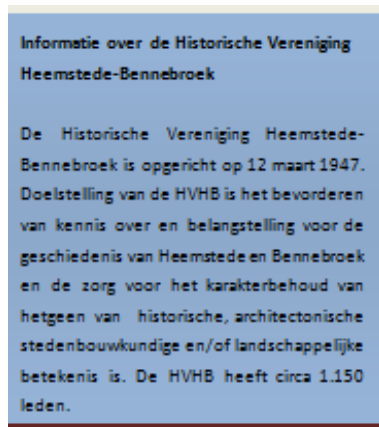 Informatie over de Historische Vereniging
Heemstede-Bennebroek
De Historische Vereniging Heemstede-
Bennebroek is opgericht op 12 maart 1947.
Doelstelling van de HVHB is het bevorderen
van kennis over en belangstelling voor de
geschiedenis van Heemstede en Bennebroek
en de zorg voor het karakterbehoud van
hetgeen van historische, architectonische
stedenbouwkundige en/of landschappelijke
betekenis is. De HVHB heeft circa 1.150
leden.